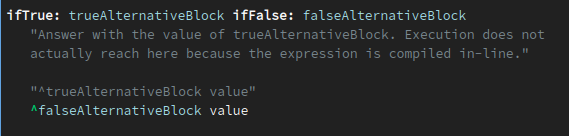 ifTrue: trueAlternativeBlock ifFalse: falseAlternativeBlock
"Answer with the value of trueAlternativeBlock. Execution does not
actually reach here because the expression is compiled in-line."
"^trueAlternativeBlock value"
^falseAlternativeBlock value